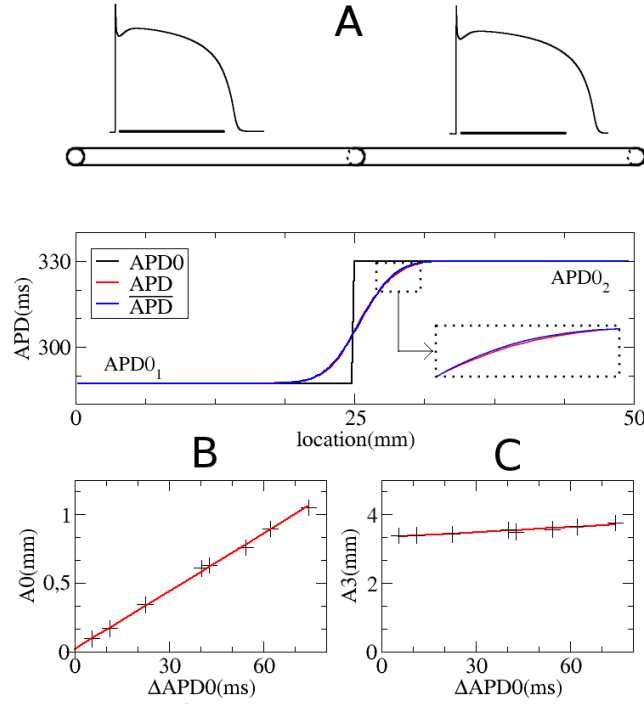 A
APD0
APD
APD
APD(ms)
330
300
APD0₁
APD0₂
0
25
50
location(mm)
B
C
A0(mm)
1
0,5
0
0
30
60
ΔAPD0(ms)
A3(mm)
4
2
0
0
30
60
ΔAPD0(ms)